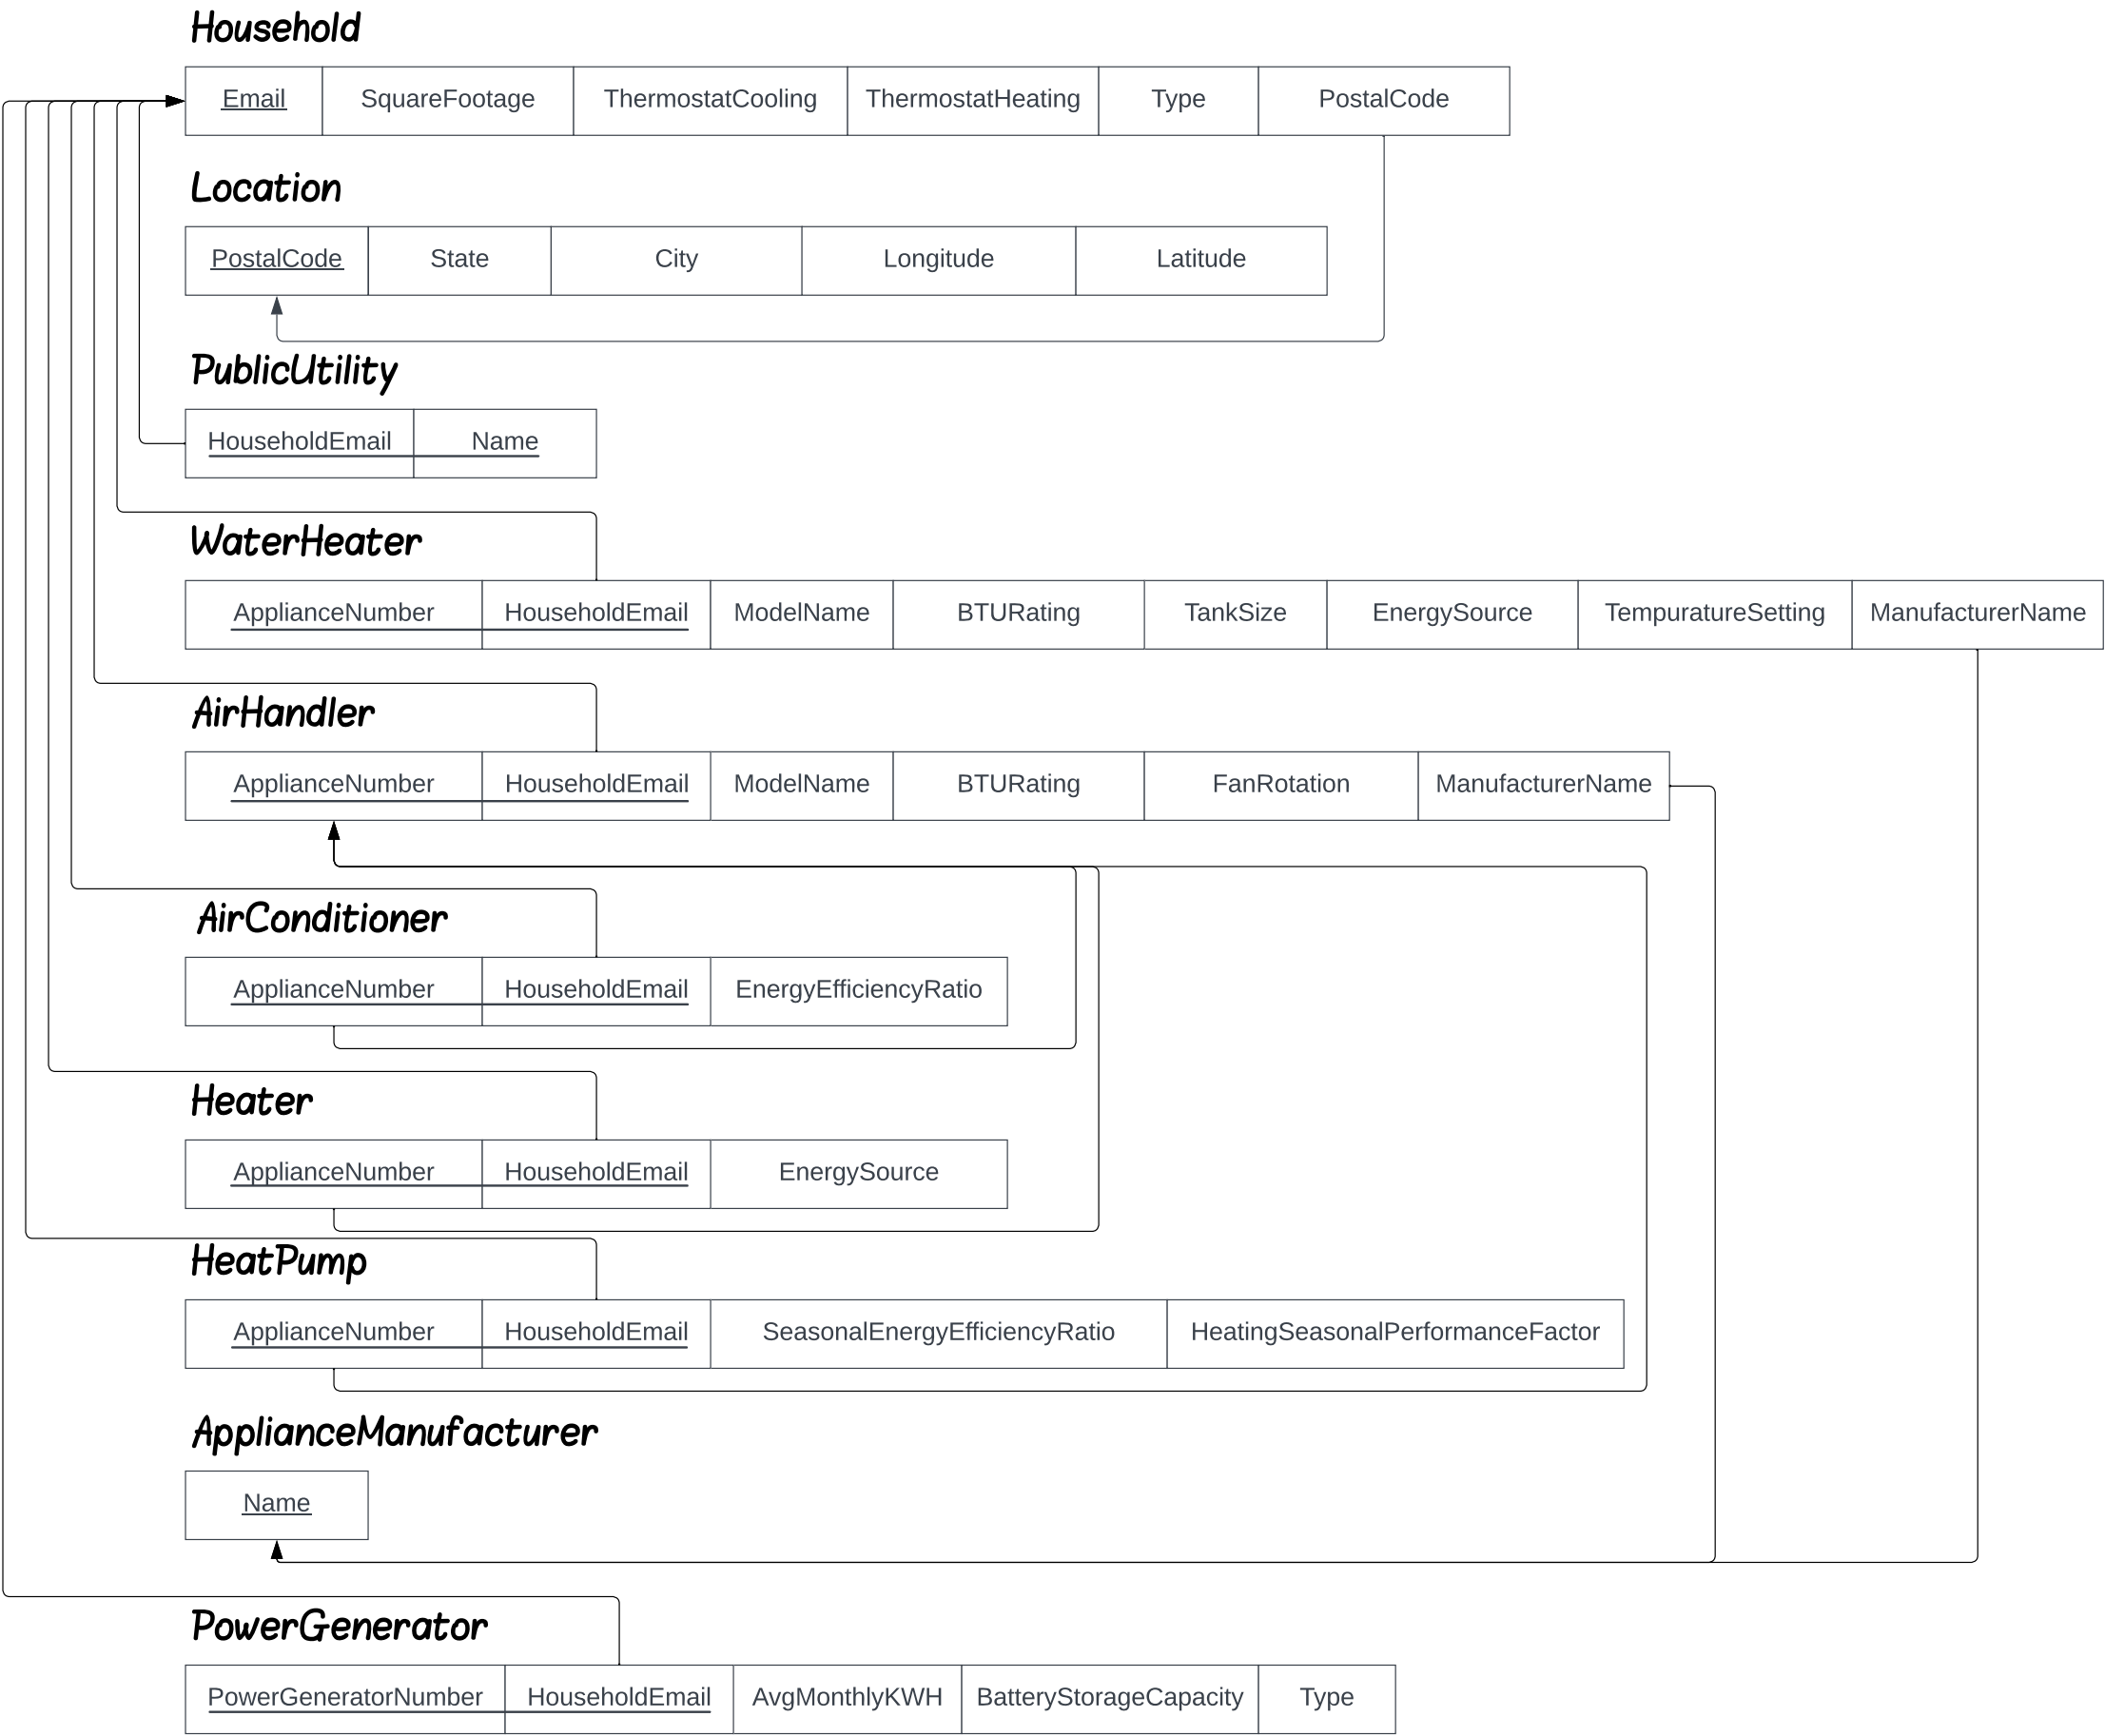 Household
Email SquareFootage ThermostatCooling ThermostatHeating Type PostalCode
Location
PostalCode State City Longitude Latitude
PublicUtility
HouseholdEmail Name
WaterHeater
ApplianceNumber HouseholdEmail ModelName BTURating TankSize EnergySource TempuratureSetting ManufacturerName
AirHandler
ApplianceNumber HouseholdEmail ModelName BTURating FanRotation ManufacturerName
AirConditioner
ApplianceNumber HouseholdEmail EnergyEfficiencyRatio
Heater
ApplianceNumber HouseholdEmail EnergySource
HeatPump
ApplianceNumber HouseholdEmail SeasonalEnergyEfficiencyRatio HeatingSeasonalPerformanceFactor
ApplianceManufacturer
Name
PowerGenerator
PowerGeneratorNumber HouseholdEmail AvgMonthlyKWH BatteryStorageCapacity Type